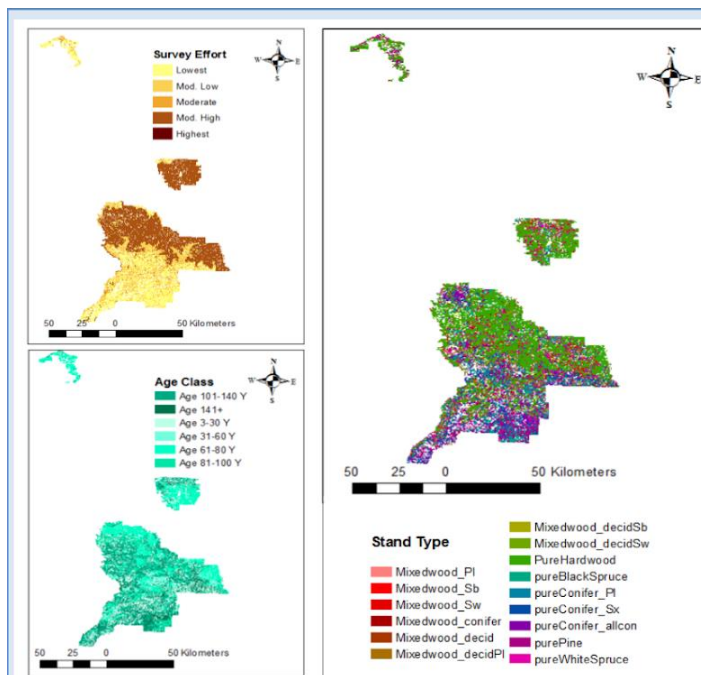 Survey Effort
Lowest
Mod. Low
Moderate
Mod. High
Highest
N
W E
S
50 25 0 50 Kilometers
Age Class
Age 101-140 Y
Age 141+
Age 3-30 Y
Age 31-60 Y
Age 61-80 Y
Age 81-100 Y
N
W E
S
50 25 0 50 Kilometers
N
W E
S
50 25 0 50 Kilometers
Stand Type
Mixedwood_Pl
Mixedwood_Sb
Mixedwood_Sw
Mixedwood_conifer
Mixedwood_decid
Mixedwood_decidPl
Mixedwood_decidSb
Mixedwood_decidSw
PureHardwood
pureBlackSpruce
pureConifer_Pl
pureConifer_Sx
pureConifer_allcon
purePine
pureWhiteSpruce